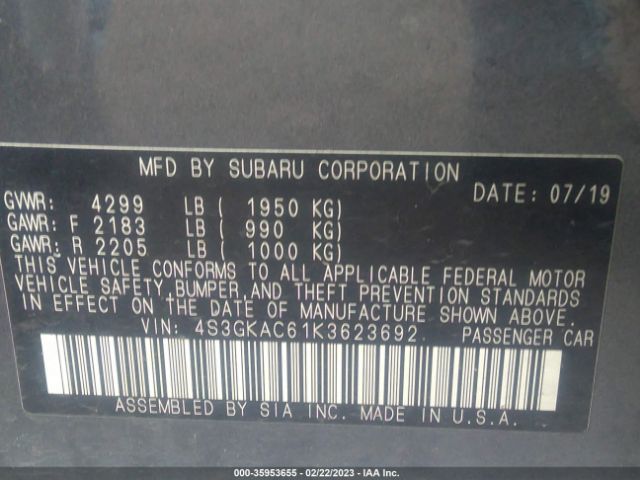 MFD BY SUBARU CORPORATION
DATE: 07/19
GVWR: 4299 LB ( 1950 KG)
GAWR: F 2183 LB ( 990 KG)
GAWR: R 2205 LB ( 1000 KG)
THIS VEHICLE CONFORMS TO ALL APPLICABLE FEDERAL MOTOR
VEHICLE SAFETY, BUMPER, AND THEFT PREVENTION STANDARDS
IN EFFECT ON THE DATE OF MANUFACTURE SHOWN ABOVE.
VIN: 4S3GKAC61K3623692 PASSENGER CAR
ASSEMBLED BY SIA INC. MADE IN U.S.A.
000-35953655 - 02/22/2023 - IAA Inc.